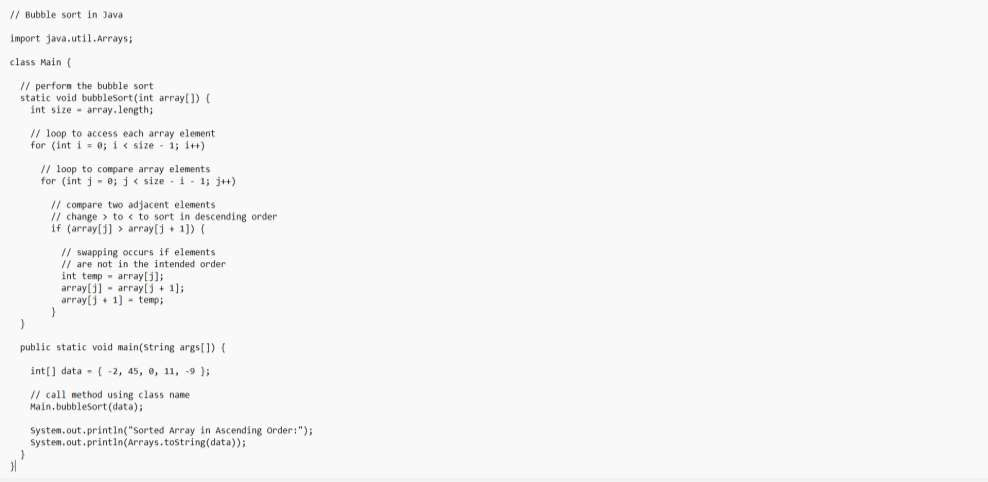 // Bubble sort in Java
import java.util.Arrays;
class Main {
// perform the bubble sort
static void bubbleSort(int array[]) {
int size = array.length;
// loop to access each array element
for (int i = 0; i < size - 1; i++)
// loop to compare array elements
for (int j = 0; j < size - i - 1; j++)
// compare two adjacent elements
// change > to < to sort in descending order
if (array[j] > array[j + 1]) {
// swapping occurs if elements
// are not in the intended order
int temp = array[j];
array[j] = array[j + 1];
array[j + 1] = temp;
}
}
public static void main(String args[]) {
int[] data = { -2, 45, 0, 11, -9 };
// call method using class name
Main.bubbleSort(data);
System.out.println("Sorted Array in Ascending Order:");
System.out.println(Arrays.toString(data));
}
}